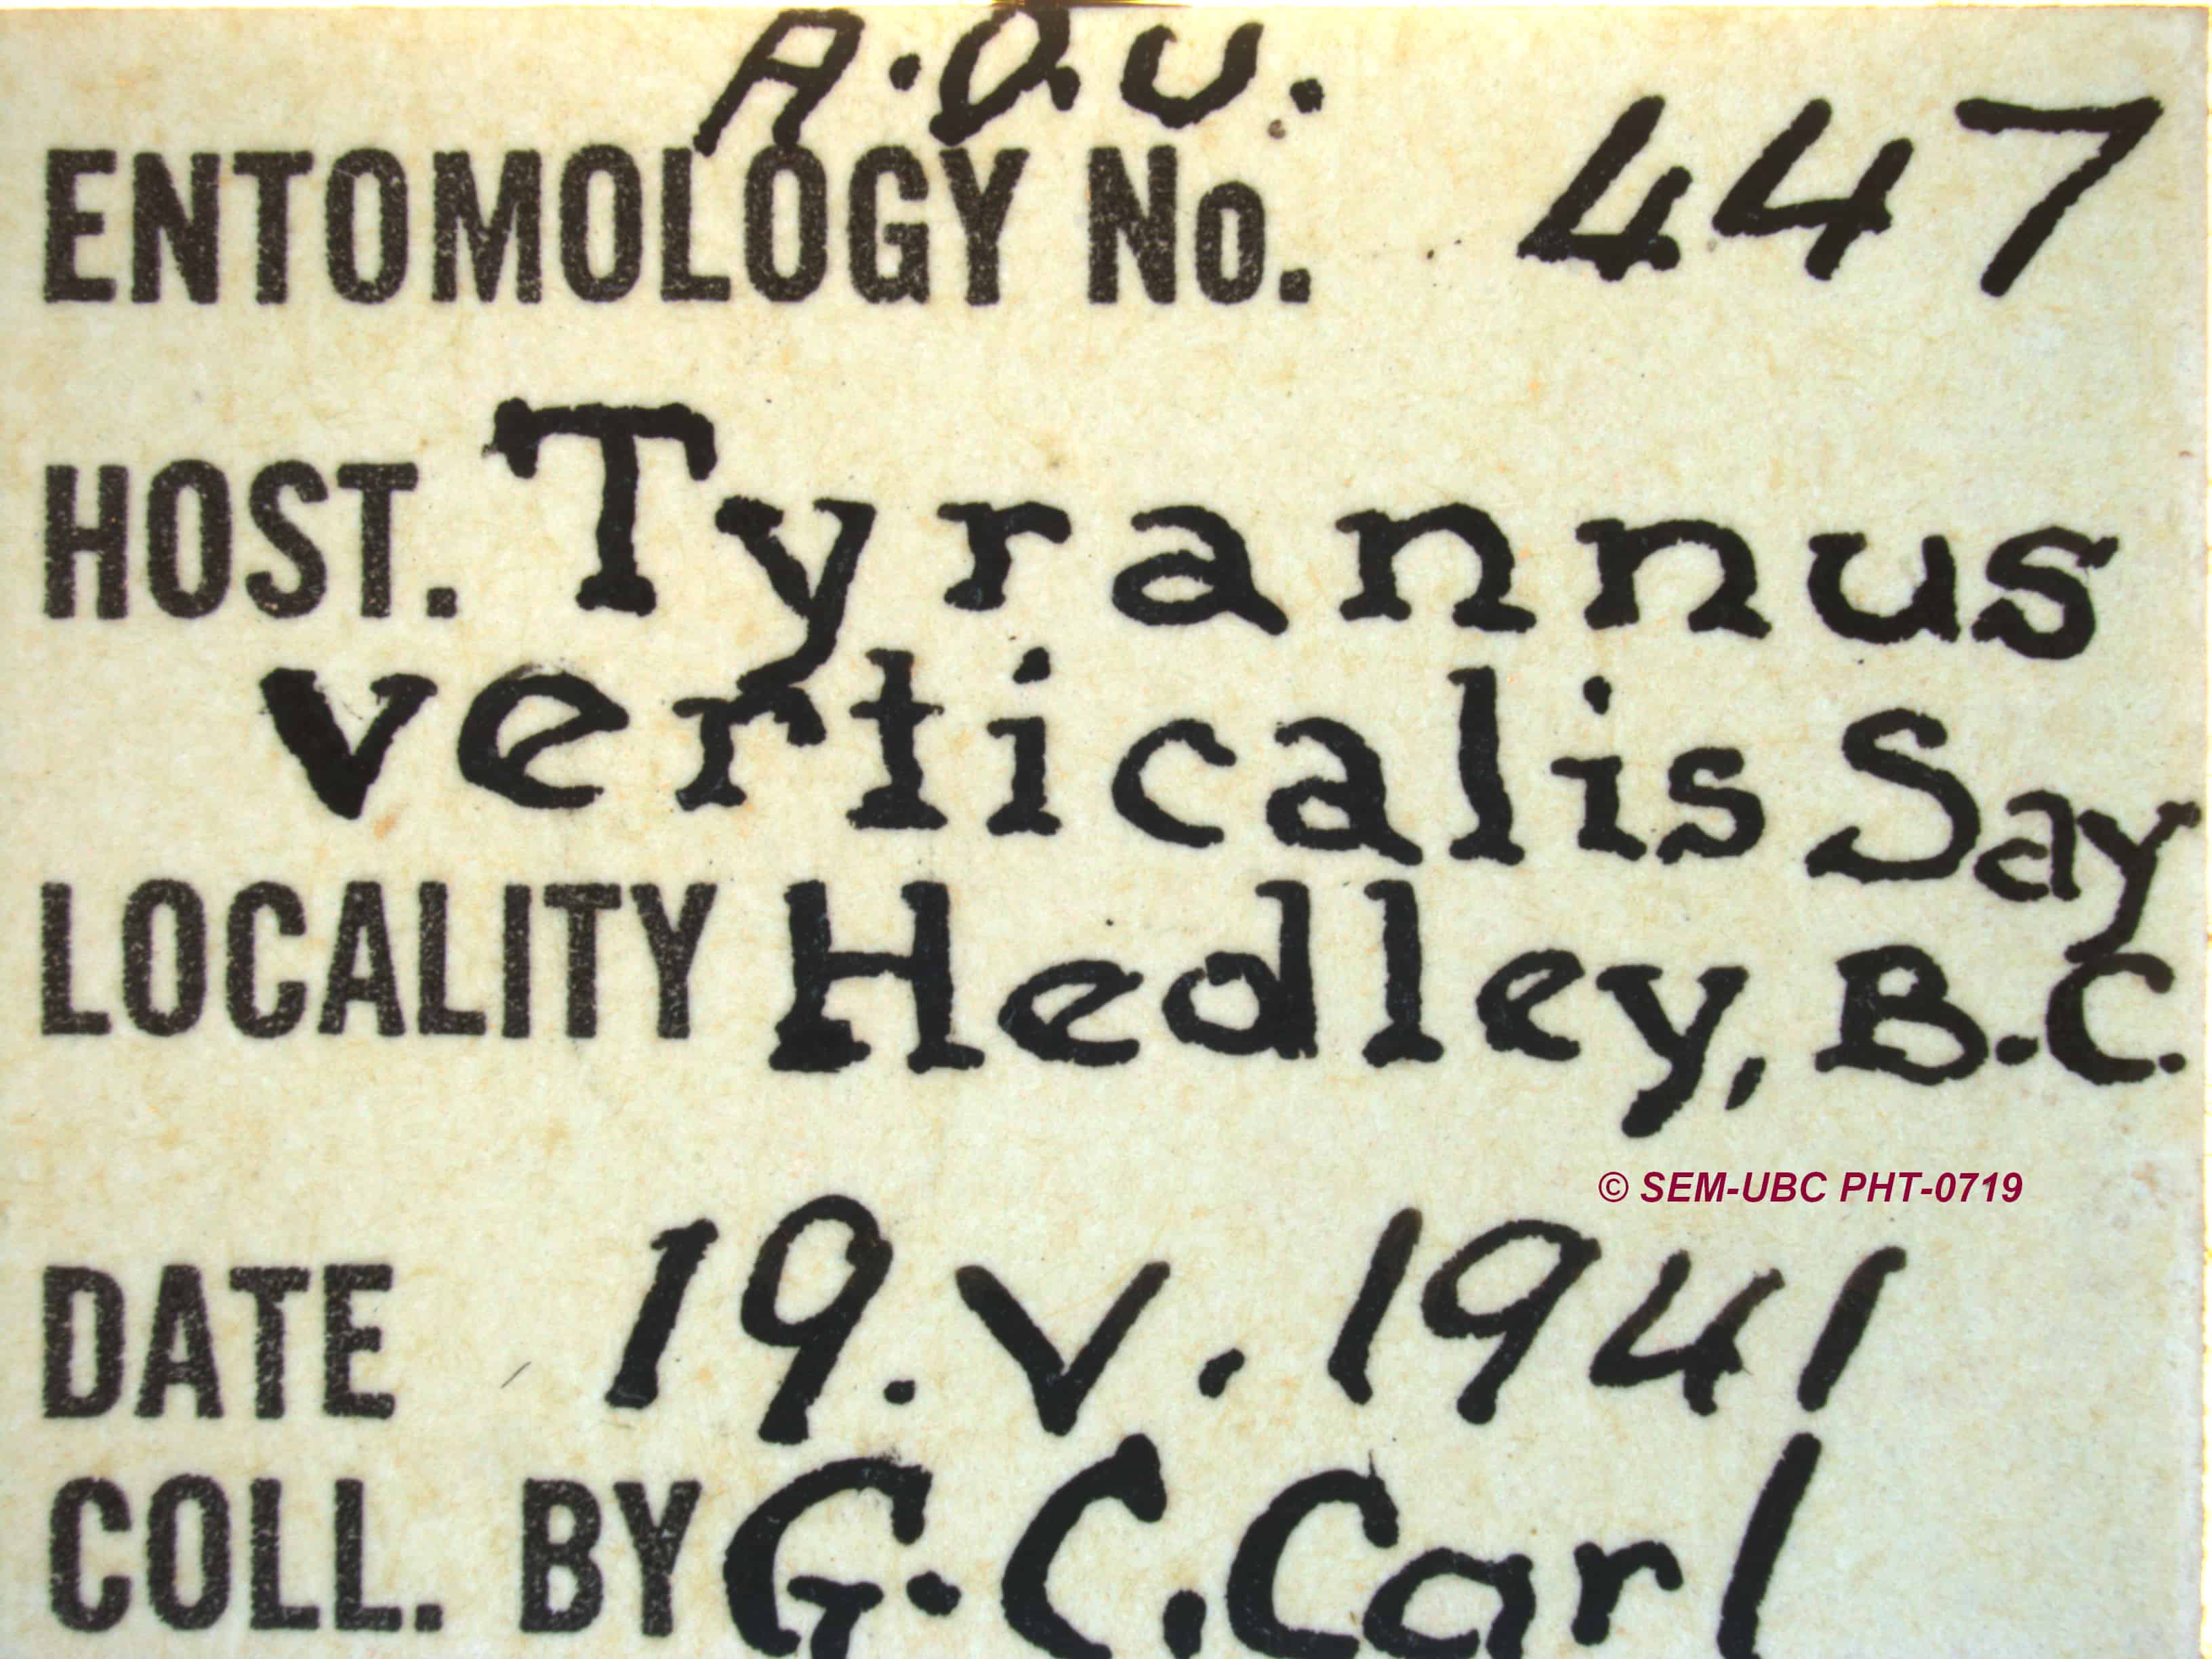 A.O.U.
ENTOMOLOGY No. 447
HOST. Tyrannus
verticalis Say
LOCALITY Hedley, B.C.
© SEM-UBC PHT-0719
DATE 19.V.1941
COLL. BY G.C.Carl